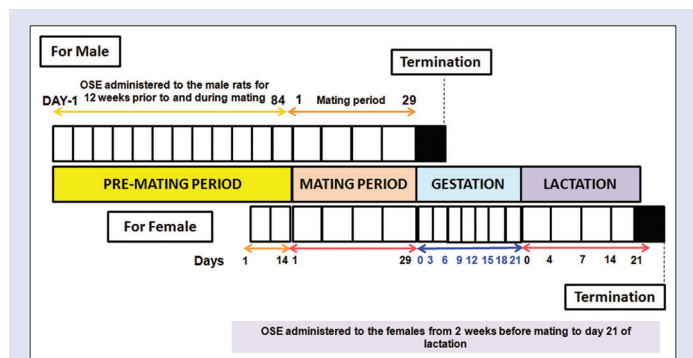 For Male
Termination
OSE administered to the male rats for
12 weeks prior to and during mating
DAY-1 84 1 Mating period 29
PRE-MATING PERIOD MATING PERIOD GESTATION LACTATION
For Female
Days 1 14 1 29 0 3 6 9 12 15 18 21 0 4 7 14 21
Termination
OSE administered to the females from 2 weeks before mating to day 21 of
lactation